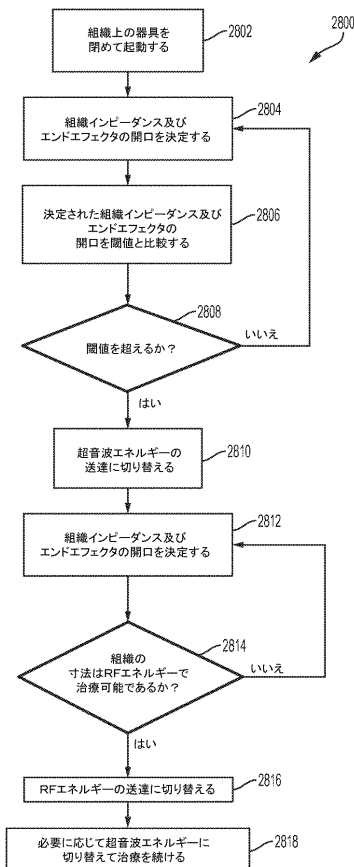 2800
組織上の器具を
閉めて起動する
2802
組織インピーダンス及び
エンドエフェクタの開口を決定する
2804
決定された組織インピーダンス及び
エンドエフェクタの
開口を閾値と比較する
2806
閾値を超えるか？
2808
いいえ
はい
超音波エネルギーの
送達に切り替える
2810
組織インピーダンス及び
エンドエフェクタの開口を決定する
2812
組織の
寸法はRFエネルギーで
治療可能であるか？
2814
いいえ
はい
RFエネルギーの送達に切り替える
2816
必要に応じて超音波エネルギーに
切り替えて治療を続ける
2818